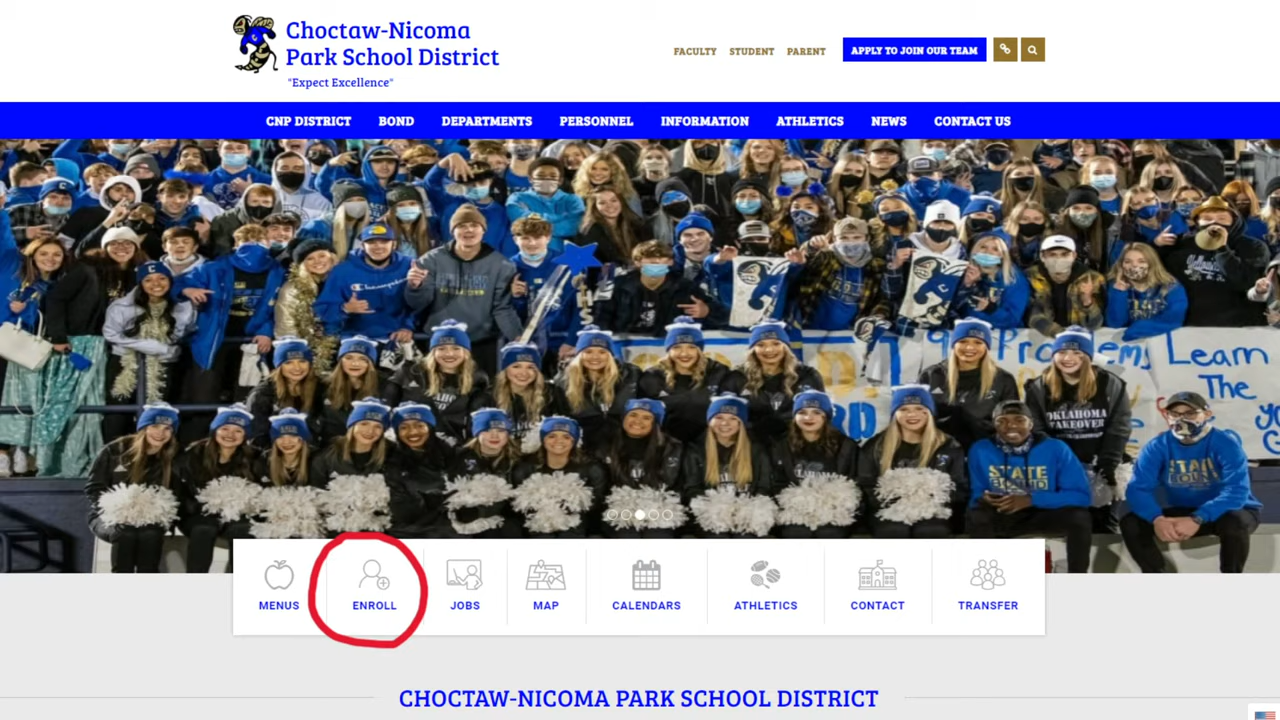 Choctaw-Nicoma
Park School District
"Expect Excellence"
FACULTY STUDENT PARENT APPLY TO JOIN OUR TEAM
CNP DISTRICT BOND DEPARTMENTS PERSONNEL INFORMATION ATHLETICS NEWS CONTACT US
Champion
Problems
Learn
The
OKLAHOMA
TAKEOVER
STATE
BOUND
MENUS ENROLL JOBS MAP CALENDARS ATHLETICS CONTACT TRANSFER
CHOCTAW-NICOMA PARK SCHOOL DISTRICT